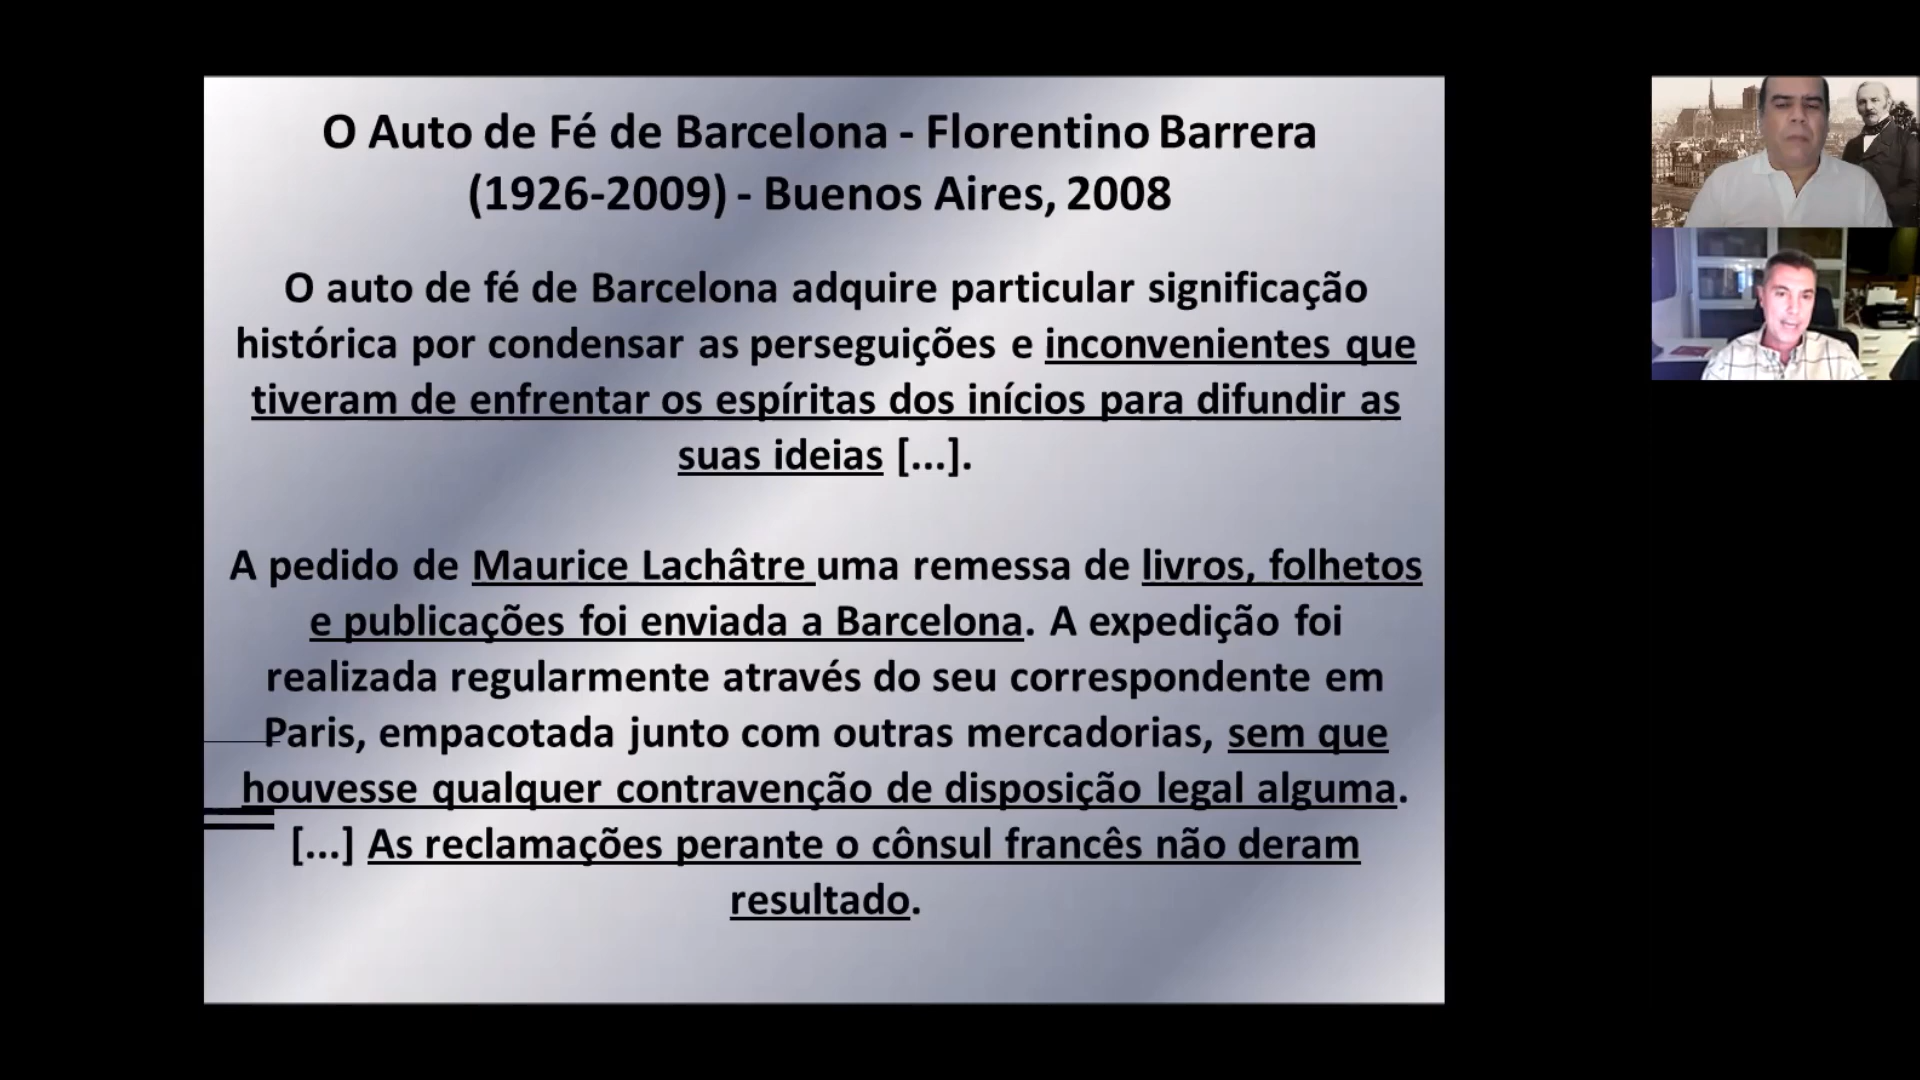 O Auto de Fé de Barcelona - Florentino Barrera
(1926-2009) - Buenos Aires, 2008
O auto de fé de Barcelona adquire particular significação
histórica por condensar as perseguições e inconvenientes que
tiveram de enfrentar os espíritas dos inícios para difundir as
suas ideias [...].
A pedido de Maurice Lachâtre uma remessa de livros, folhetos
e publicações foi enviada a Barcelona. A expedição foi
realizada regularmente através do seu correspondente em
Paris, empacotada junto com outras mercadorias, sem que
houvesse qualquer contravenção de disposição legal alguma.
[...] As reclamações perante o cônsul francês não deram
resultado.